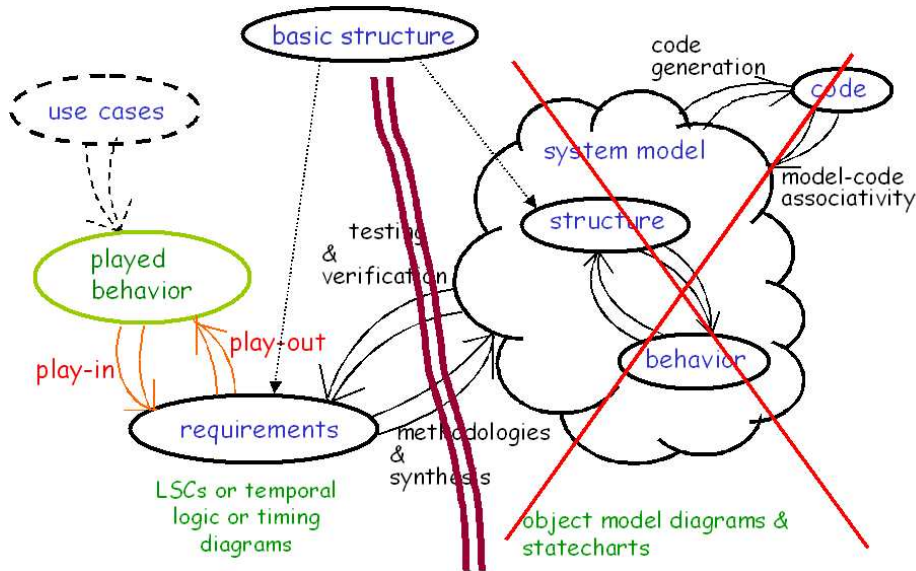 basic structure
code
generation
code
use cases
system model
model-code
associativity
structure
testing
&
verification
played
behavior
play-out
play-in
behavior
requirements
methodologies
&
synthesis
LSCs or temporal
logic or timing
diagrams
object model diagrams &
statecharts